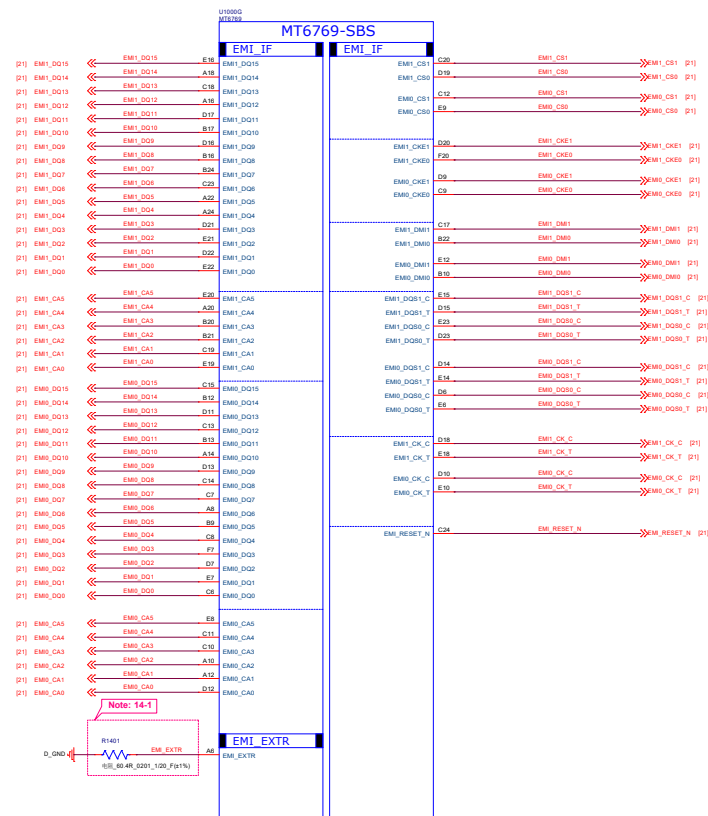 U1000G
MT6769
MT6769-SBS
EMI_IF EMI_IF
[21] EMI1_DQ15 EMI1_DQ15 E16 EMI1_DQ15
[21] EMI1_DQ14 EMI1_DQ14 A18 EMI1_DQ14
[21] EMI1_DQ13 EMI1_DQ13 C18 EMI1_DQ13
[21] EMI1_DQ12 EMI1_DQ12 A16 EMI1_DQ12
[21] EMI1_DQ11 EMI1_DQ11 D17 EMI1_DQ11
[21] EMI1_DQ10 EMI1_DQ10 B17 EMI1_DQ10
[21] EMI1_DQ9 EMI1_DQ9 D16 EMI1_DQ9
[21] EMI1_DQ8 EMI1_DQ8 B16 EMI1_DQ8
[21] EMI1_DQ7 EMI1_DQ7 B24 EMI1_DQ7
[21] EMI1_DQ6 EMI1_DQ6 C23 EMI1_DQ6
[21] EMI1_DQ5 EMI1_DQ5 A22 EMI1_DQ5
[21] EMI1_DQ4 EMI1_DQ4 A24 EMI1_DQ4
[21] EMI1_DQ3 EMI1_DQ3 D21 EMI1_DQ3
[21] EMI1_DQ2 EMI1_DQ2 E21 EMI1_DQ2
[21] EMI1_DQ1 EMI1_DQ1 D22 EMI1_DQ1
[21] EMI1_DQ0 EMI1_DQ0 E22 EMI1_DQ0
[21] EMI1_CA5 EMI1_CA5 E20 EMI1_CA5
[21] EMI1_CA4 EMI1_CA4 A20 EMI1_CA4
[21] EMI1_CA3 EMI1_CA3 B20 EMI1_CA3
[21] EMI1_CA2 EMI1_CA2 B21 EMI1_CA2
[21] EMI1_CA1 EMI1_CA1 C19 EMI1_CA1
[21] EMI1_CA0 EMI1_CA0 E19 EMI1_CA0
[21] EMI0_DQ15 EMI0_DQ15 C15 EMI0_DQ15
[21] EMI0_DQ14 EMI0_DQ14 B12 EMI0_DQ14
[21] EMI0_DQ13 EMI0_DQ13 D11 EMI0_DQ13
[21] EMI0_DQ12 EMI0_DQ12 C13 EMI0_DQ12
[21] EMI0_DQ11 EMI0_DQ11 B13 EMI0_DQ11
[21] EMI0_DQ10 EMI0_DQ10 A14 EMI0_DQ10
[21] EMI0_DQ9 EMI0_DQ9 D13 EMI0_DQ9
[21] EMI0_DQ8 EMI0_DQ8 C14 EMI0_DQ8
[21] EMI0_DQ7 EMI0_DQ7 C7 EMI0_DQ7
[21] EMI0_DQ6 EMI0_DQ6 A8 EMI0_DQ6
[21] EMI0_DQ5 EMI0_DQ5 B9 EMI0_DQ5
[21] EMI0_DQ4 EMI0_DQ4 C8 EMI0_DQ4
[21] EMI0_DQ3 EMI0_DQ3 F7 EMI0_DQ3
[21] EMI0_DQ2 EMI0_DQ2 D7 EMI0_DQ2
[21] EMI0_DQ1 EMI0_DQ1 E7 EMI0_DQ1
[21] EMI0_DQ0 EMI0_DQ0 C6 EMI0_DQ0
[21] EMI0_CA5 EMI0_CA5 E8 EMI0_CA5
[21] EMI0_CA4 EMI0_CA4 C11 EMI0_CA4
[21] EMI0_CA3 EMI0_CA3 C10 EMI0_CA3
[21] EMI0_CA2 EMI0_CA2 A10 EMI0_CA2
[21] EMI0_CA1 EMI0_CA1 A12 EMI0_CA1
[21] EMI0_CA0 EMI0_CA0 D12 EMI0_CA0
Note: 14-1
R1401
EMI_EXTR
D_GND EMI_EXTR A6 EMI_EXTR
电阻_60.4R_0201_1/20_F(±1%)
EMI1_CS1 C20 EMI1_CS1 EMI1_CS1 [21]
EMI1_CS0 D19 EMI1_CS0 EMI1_CS0 [21]
EMI0_CS1 C12 EMI0_CS1 EMI0_CS1 [21]
EMI0_CS0 E9 EMI0_CS0 EMI0_CS0 [21]
EMI1_CKE1 D20 EMI1_CKE1 EMI1_CKE1 [21]
EMI1_CKE0 F20 EMI1_CKE0 EMI1_CKE0 [21]
EMI0_CKE1 D9 EMI0_CKE1 EMI0_CKE1 [21]
EMI0_CKE0 C9 EMI0_CKE0 EMI0_CKE0 [21]
EMI1_DMI1 C17 EMI1_DMI1 EMI1_DMI1 [21]
EMI1_DMI0 B22 EMI1_DMI0 EMI1_DMI0 [21]
EMI0_DMI1 E12 EMI0_DMI1 EMI0_DMI1 [21]
EMI0_DMI0 B10 EMI0_DMI0 EMI0_DMI0 [21]
EMI1_DQS1_C E15 EMI1_DQS1_C EMI1_DQS1_C [21]
EMI1_DQS1_T D15 EMI1_DQS1_T EMI1_DQS1_T [21]
EMI1_DQS0_C E23 EMI1_DQS0_C EMI1_DQS0_C [21]
EMI1_DQS0_T D23 EMI1_DQS0_T EMI1_DQS0_T [21]
EMI0_DQS1_C D14 EMI0_DQS1_C EMI0_DQS1_C [21]
EMI0_DQS1_T E14 EMI0_DQS1_T EMI0_DQS1_T [21]
EMI0_DQS0_C D6 EMI0_DQS0_C EMI0_DQS0_C [21]
EMI0_DQS0_T E6 EMI0_DQS0_T EMI0_DQS0_T [21]
EMI1_CK_C D18 EMI1_CK_C EMI1_CK_C [21]
EMI1_CK_T E18 EMI1_CK_T EMI1_CK_T [21]
EMI0_CK_C D10 EMI0_CK_C EMI0_CK_C [21]
EMI0_CK_T E10 EMI0_CK_T EMI0_CK_T [21]
EMI_RESET_N C24 EMI_RESET_N EMI_RESET_N [21]